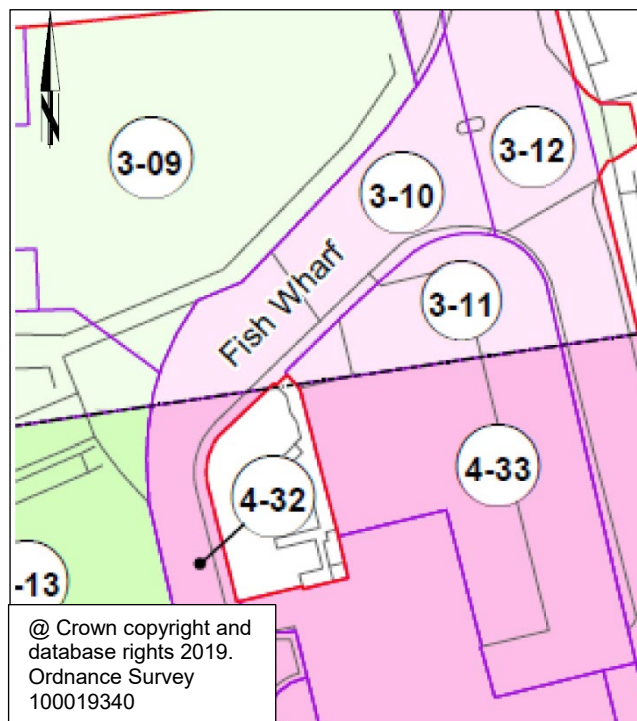 N
3-09
3-12
3-10
Fish Wharf
3-11
4-33
4-32
-13
@ Crown copyright and
database rights 2019.
Ordnance Survey
100019340